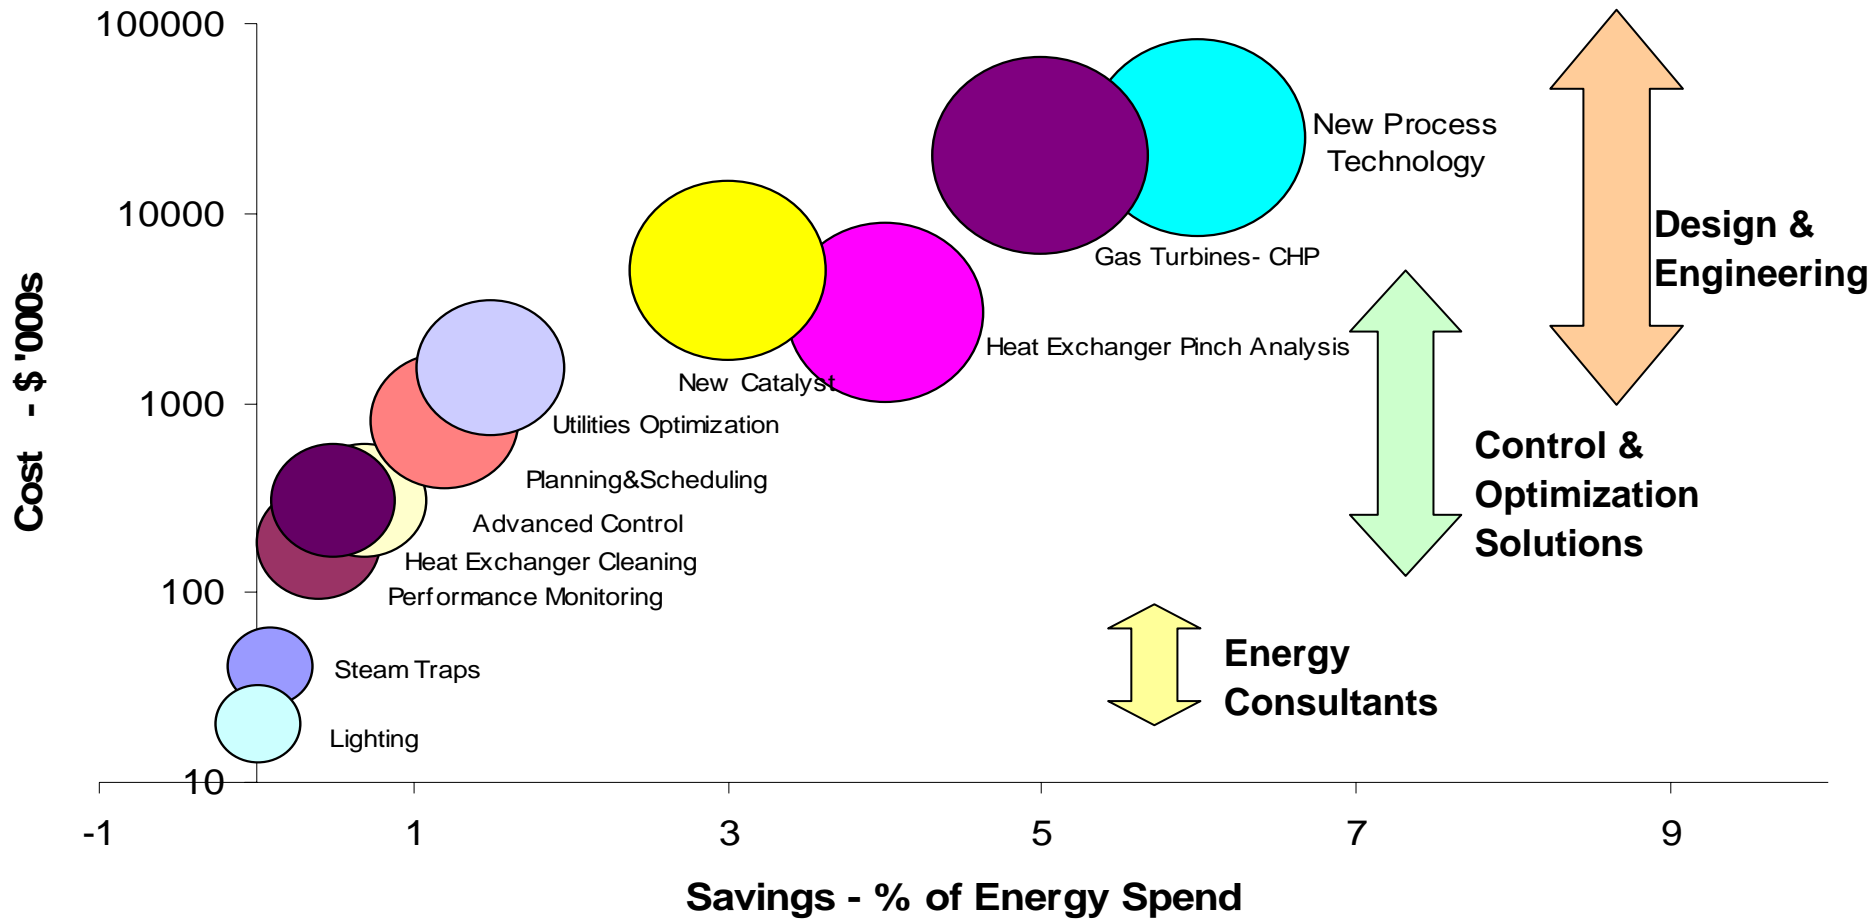 100000
10000
1000
100
10
Cost - $ '000s
-1
1
3
5
7
9
Savings - % of Energy Spend
New Process
Technology
Gas Turbines- CHP
Heat Exchanger Pinch Analysis
New Catalyst
Utilities Optimization
Planning&Scheduling
Advanced Control
Heat Exchanger Cleaning
Performance Monitoring
Steam Traps
Lighting
Design &
Engineering
Control &
Optimization
Solutions
Energy
Consultants